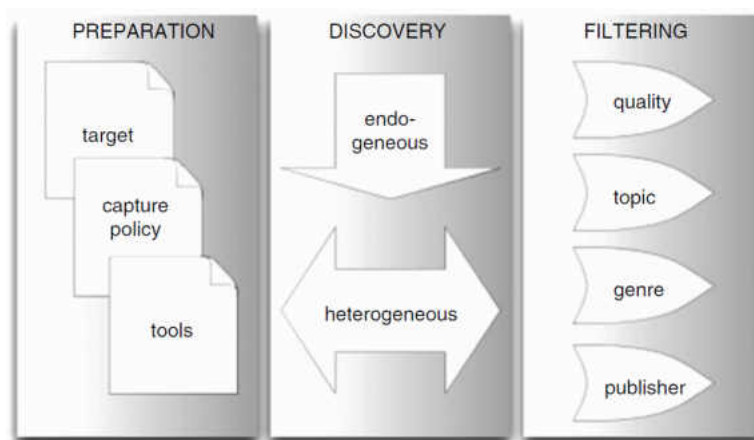 PREPARATION
target
capture
policy
tools
DISCOVERY
endo-
geneous
heterogeneous
FILTERING
quality
topic
genre
publisher